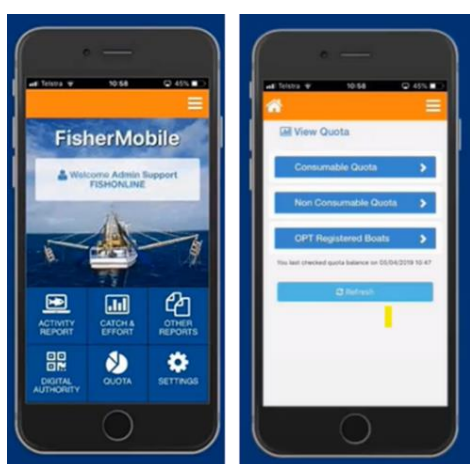 Telstra 10:58 45%
FisherMobile
Welcome Admin Support
FISHONLINE
ACTIVITY
REPORT
CATCH &
EFFORT
OTHER
REPORTS
DIGITAL
AUTHORITY
QUOTA
SETTINGS
Telstra 10:58 45%
View Quota
Consumable Quota
Non Consumable Quota
OPT Registered Boats
You last checked quota balance on 05/04/2019 10:47
Refresh